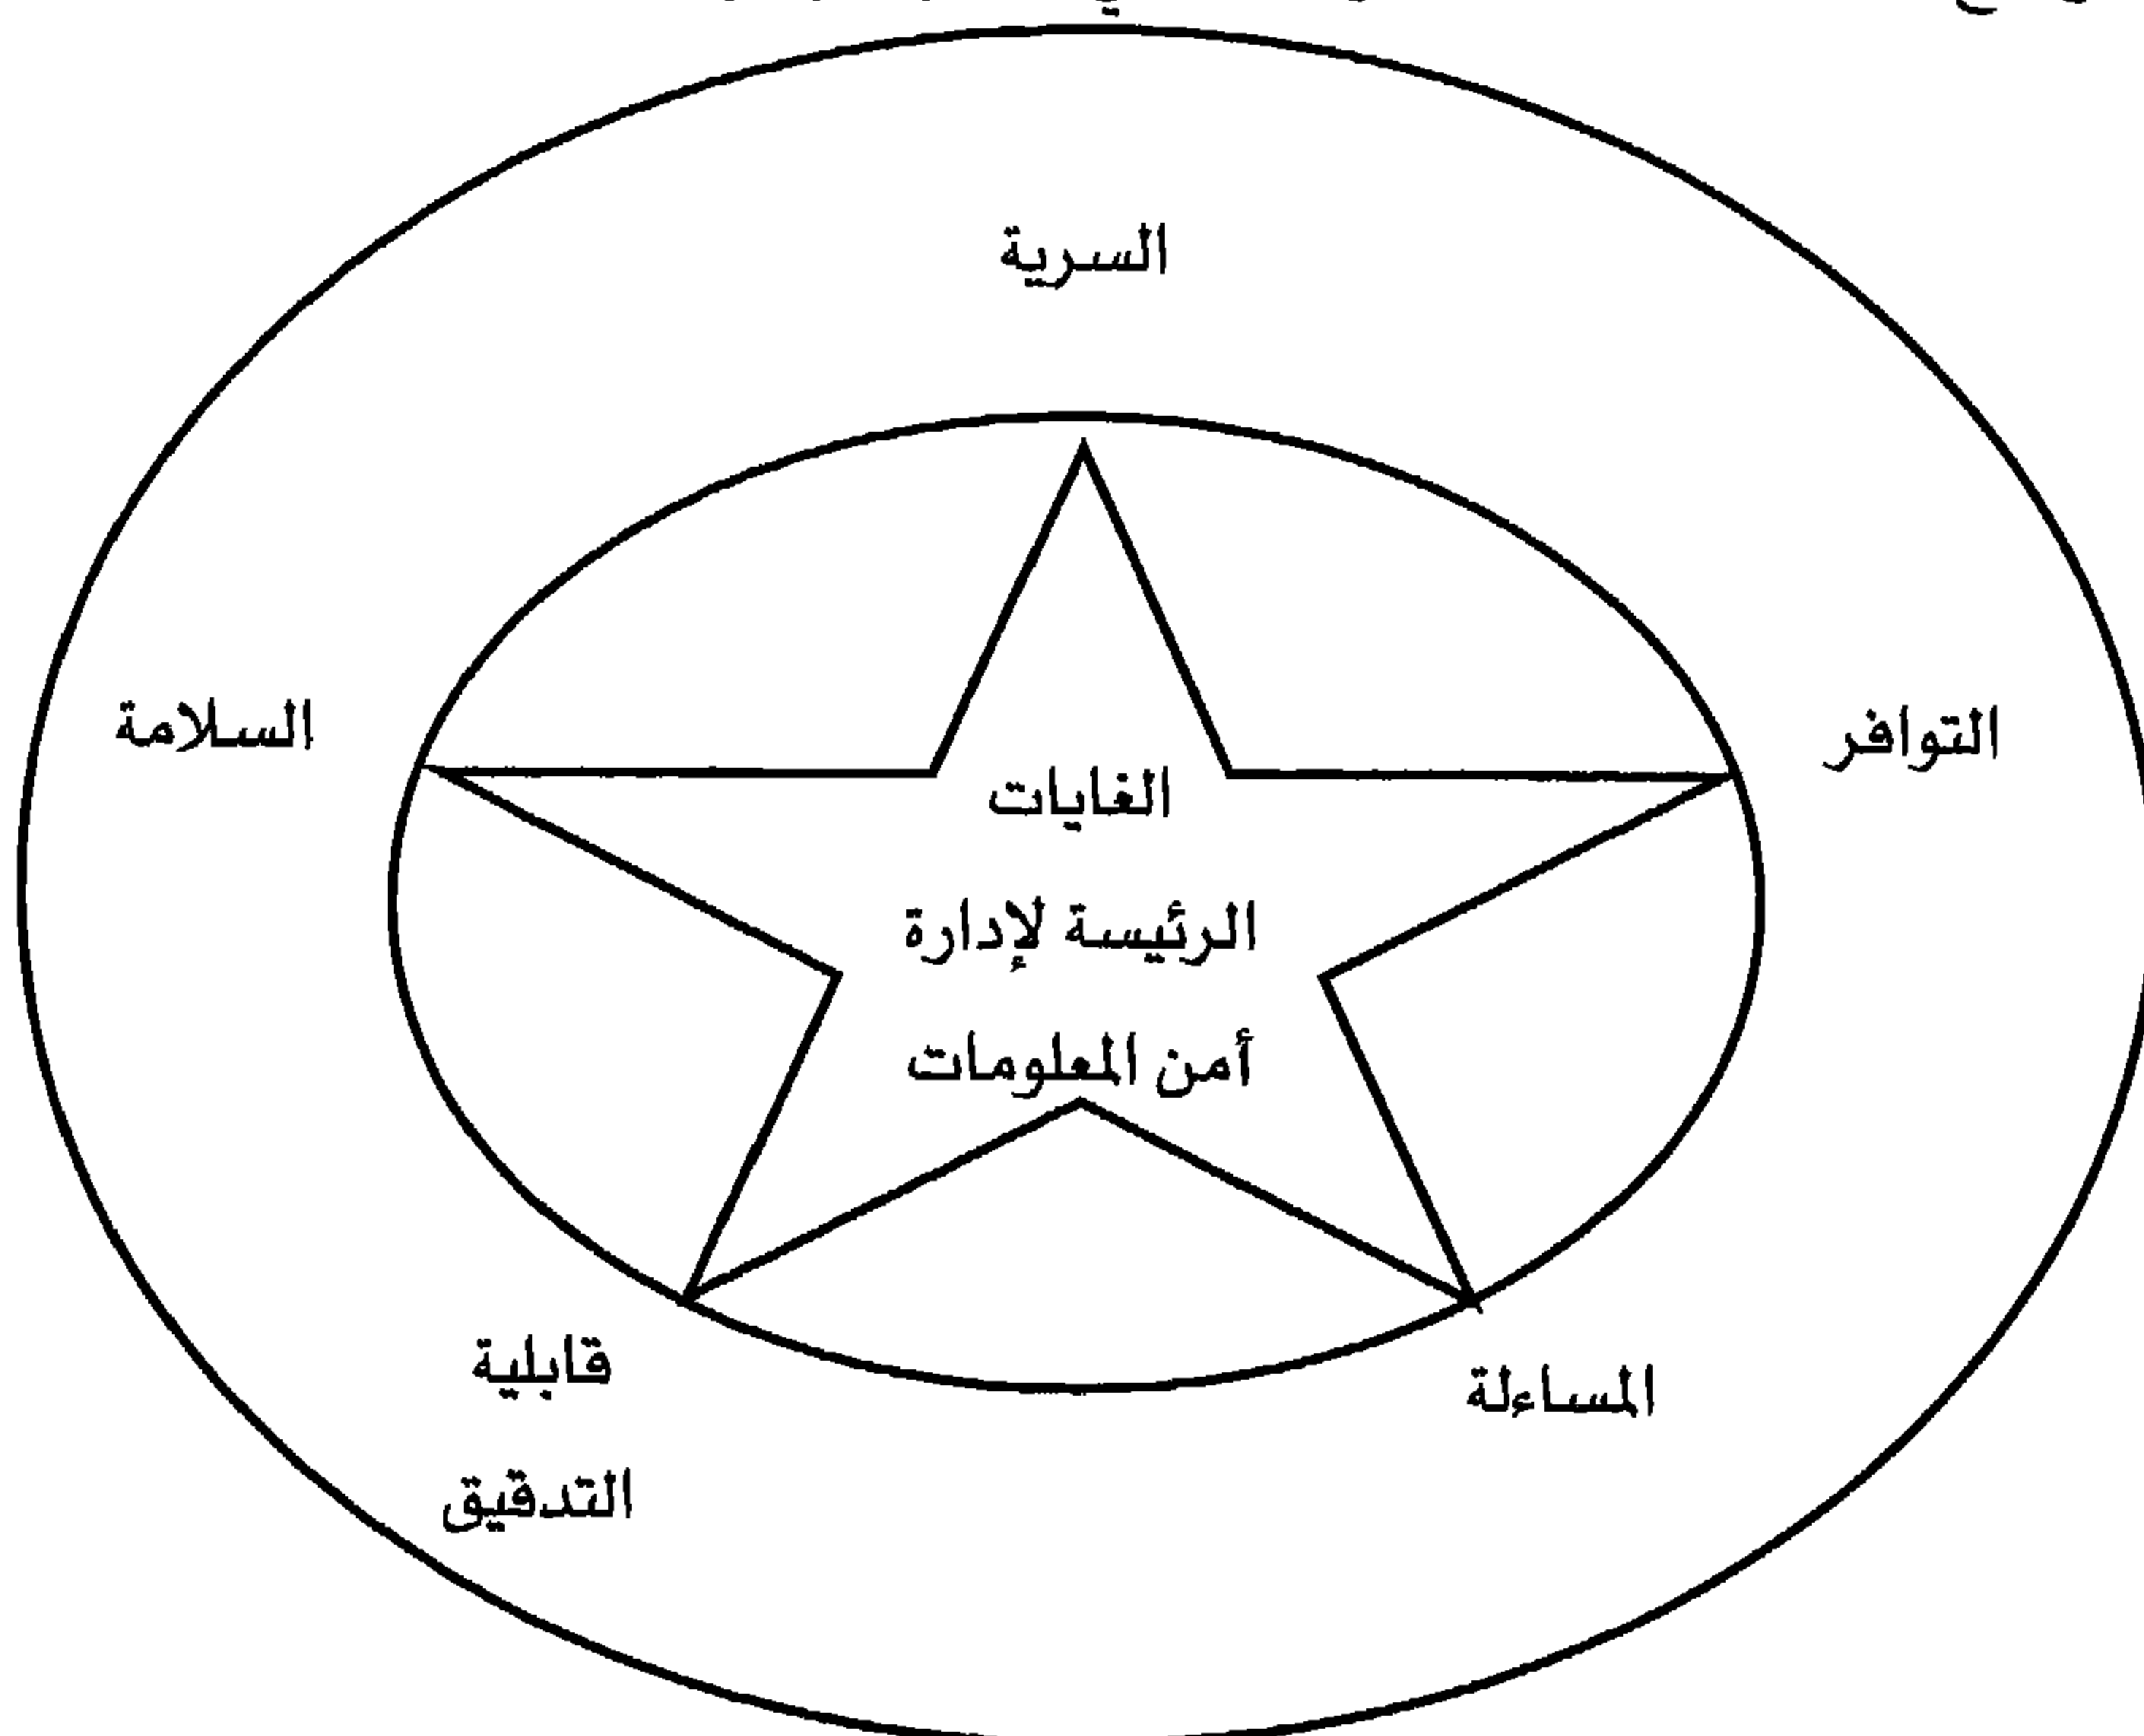 السرية
التوافر
السلامة
الغايات
الرئيسة لإدارة
أمن المعلومات
المساءلة
قابلية
التدقيق